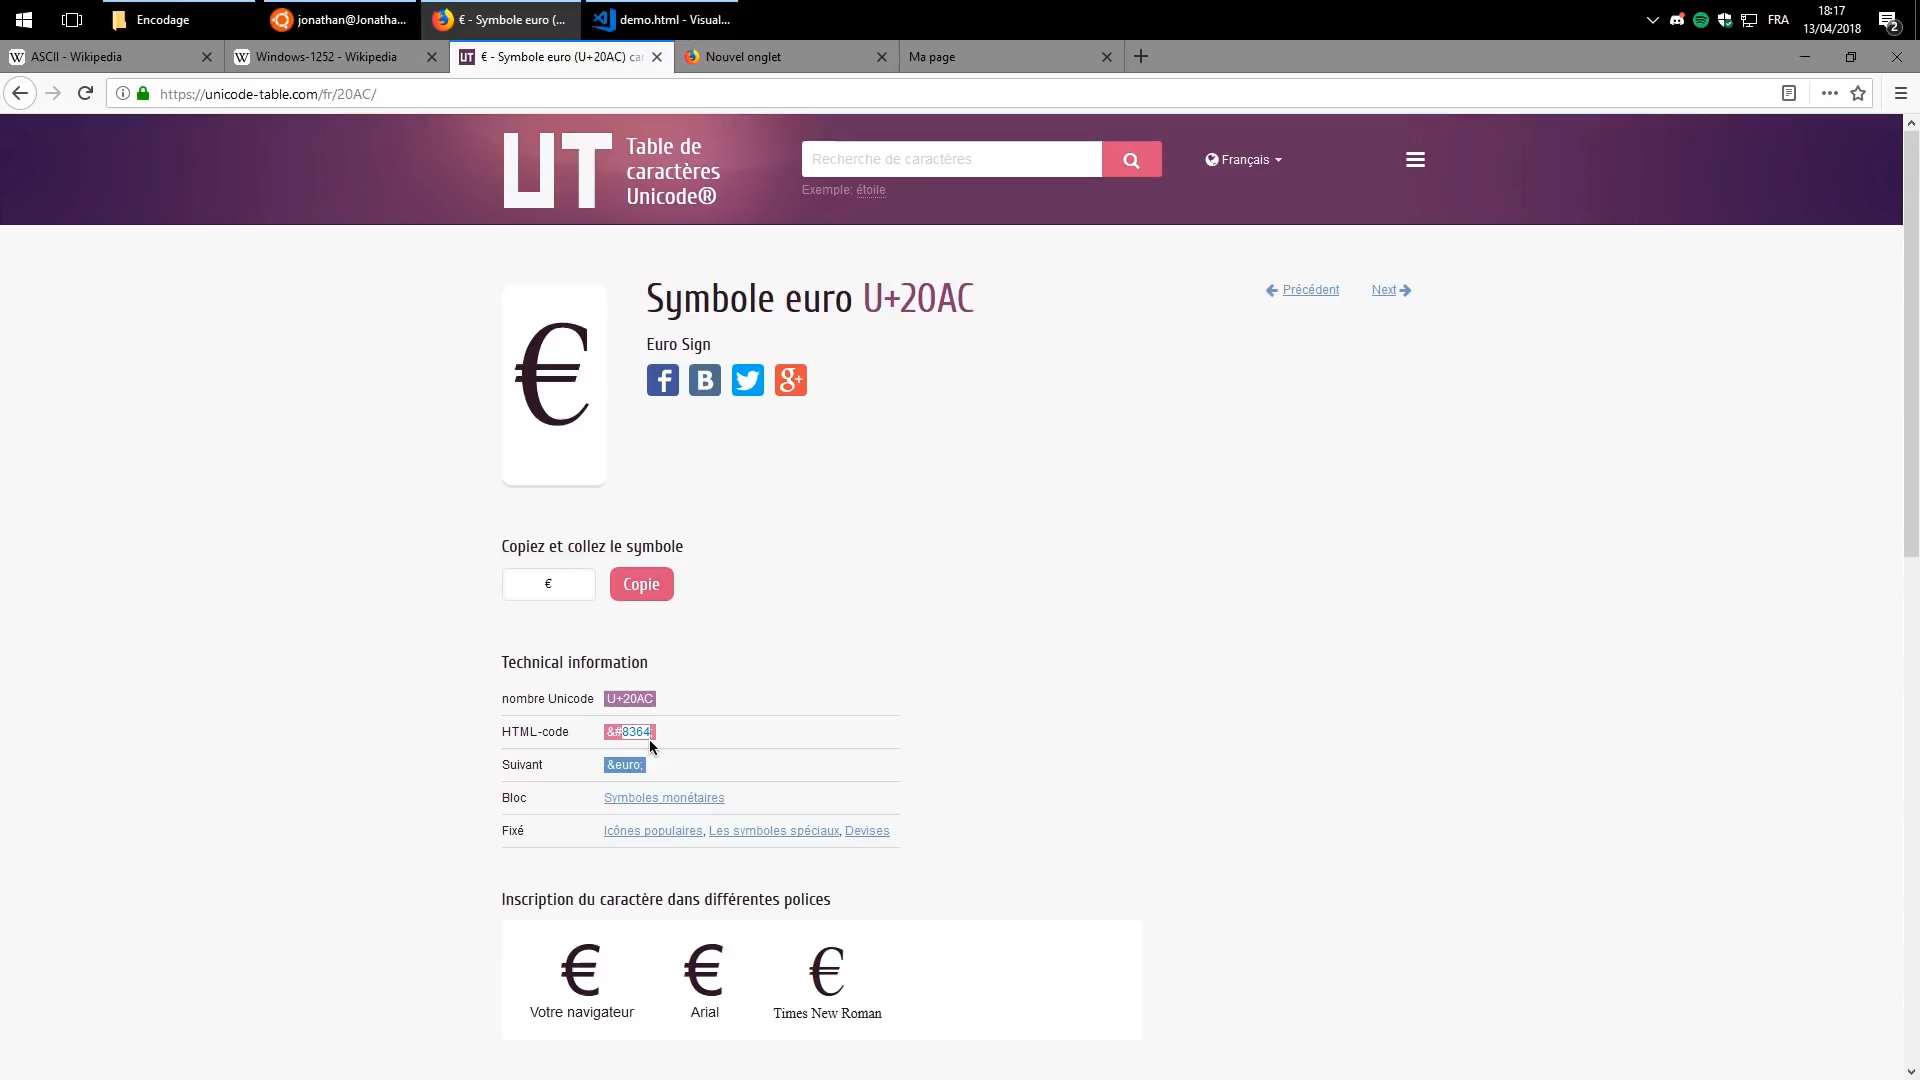 Encodage
jonathan@Jonatha...
€ - Symbole euro (...
demo.html - Visual...
FRA
18:17
13/04/2018
2
ASCII - Wikipedia
Windows-1252 - Wikipedia
€ - Symbole euro (U+20AC) ca
Nouvel onglet
Ma page
https://unicode-table.com/fr/20AC/
UT
Table de
caractères
Unicode®
Recherche de caractères
Exemple: étoile
Français
€
Symbole euro U+20AC
Précédent
Next
Euro Sign
Copiez et collez le symbole
€
Copie
Technical information
nombre Unicode U+20AC
HTML-code &#8364;
Suivant &euro;
Bloc Symboles monétaires
Fixé Icônes populaires, Les symboles spéciaux, Devises
Inscription du caractère dans différentes polices
€ € €
Votre navigateur Arial Times New Roman